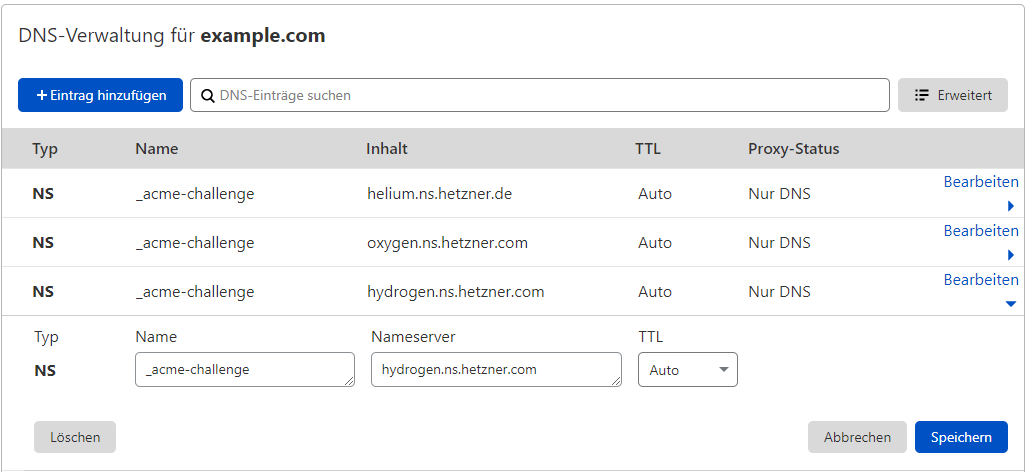 DNS-Verwaltung für example.com
+ Eintrag hinzufügen DNS-Einträge suchen Erweitert
Typ Name Inhalt TTL Proxy-Status
NS _acme-challenge helium.ns.hetzner.de Auto Nur DNS Bearbeiten
NS _acme-challenge oxygen.ns.hetzner.com Auto Nur DNS Bearbeiten
NS _acme-challenge hydrogen.ns.hetzner.com Auto Nur DNS Bearbeiten
Typ Name Nameserver TTL
NS _acme-challenge hydrogen.ns.hetzner.com Auto
Löschen Abbrechen Speichern